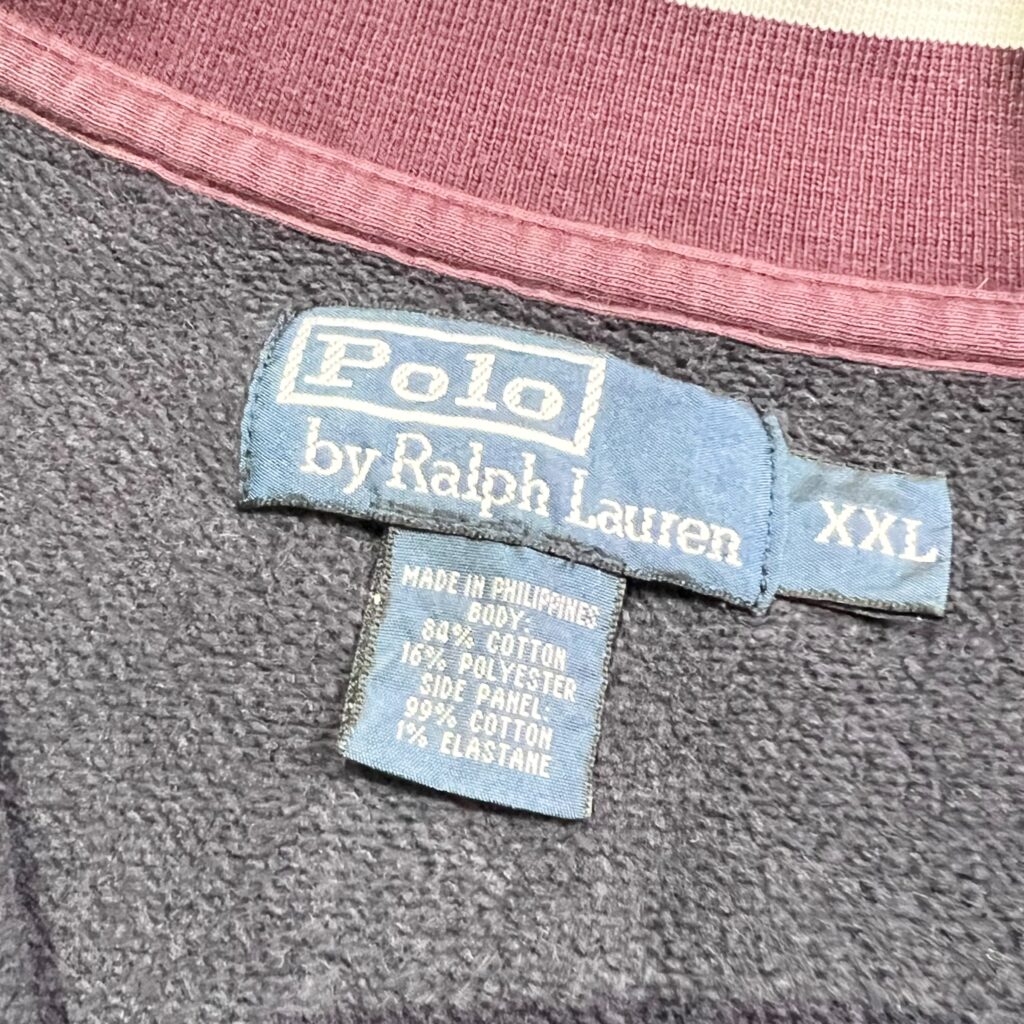 Polo
by Ralph Lauren
XXL
MADE IN PHILIPPINES
BODY:
84% COTTON
16% POLYESTER
SIDE PANEL:
99% COTTON
1% ELASTANE